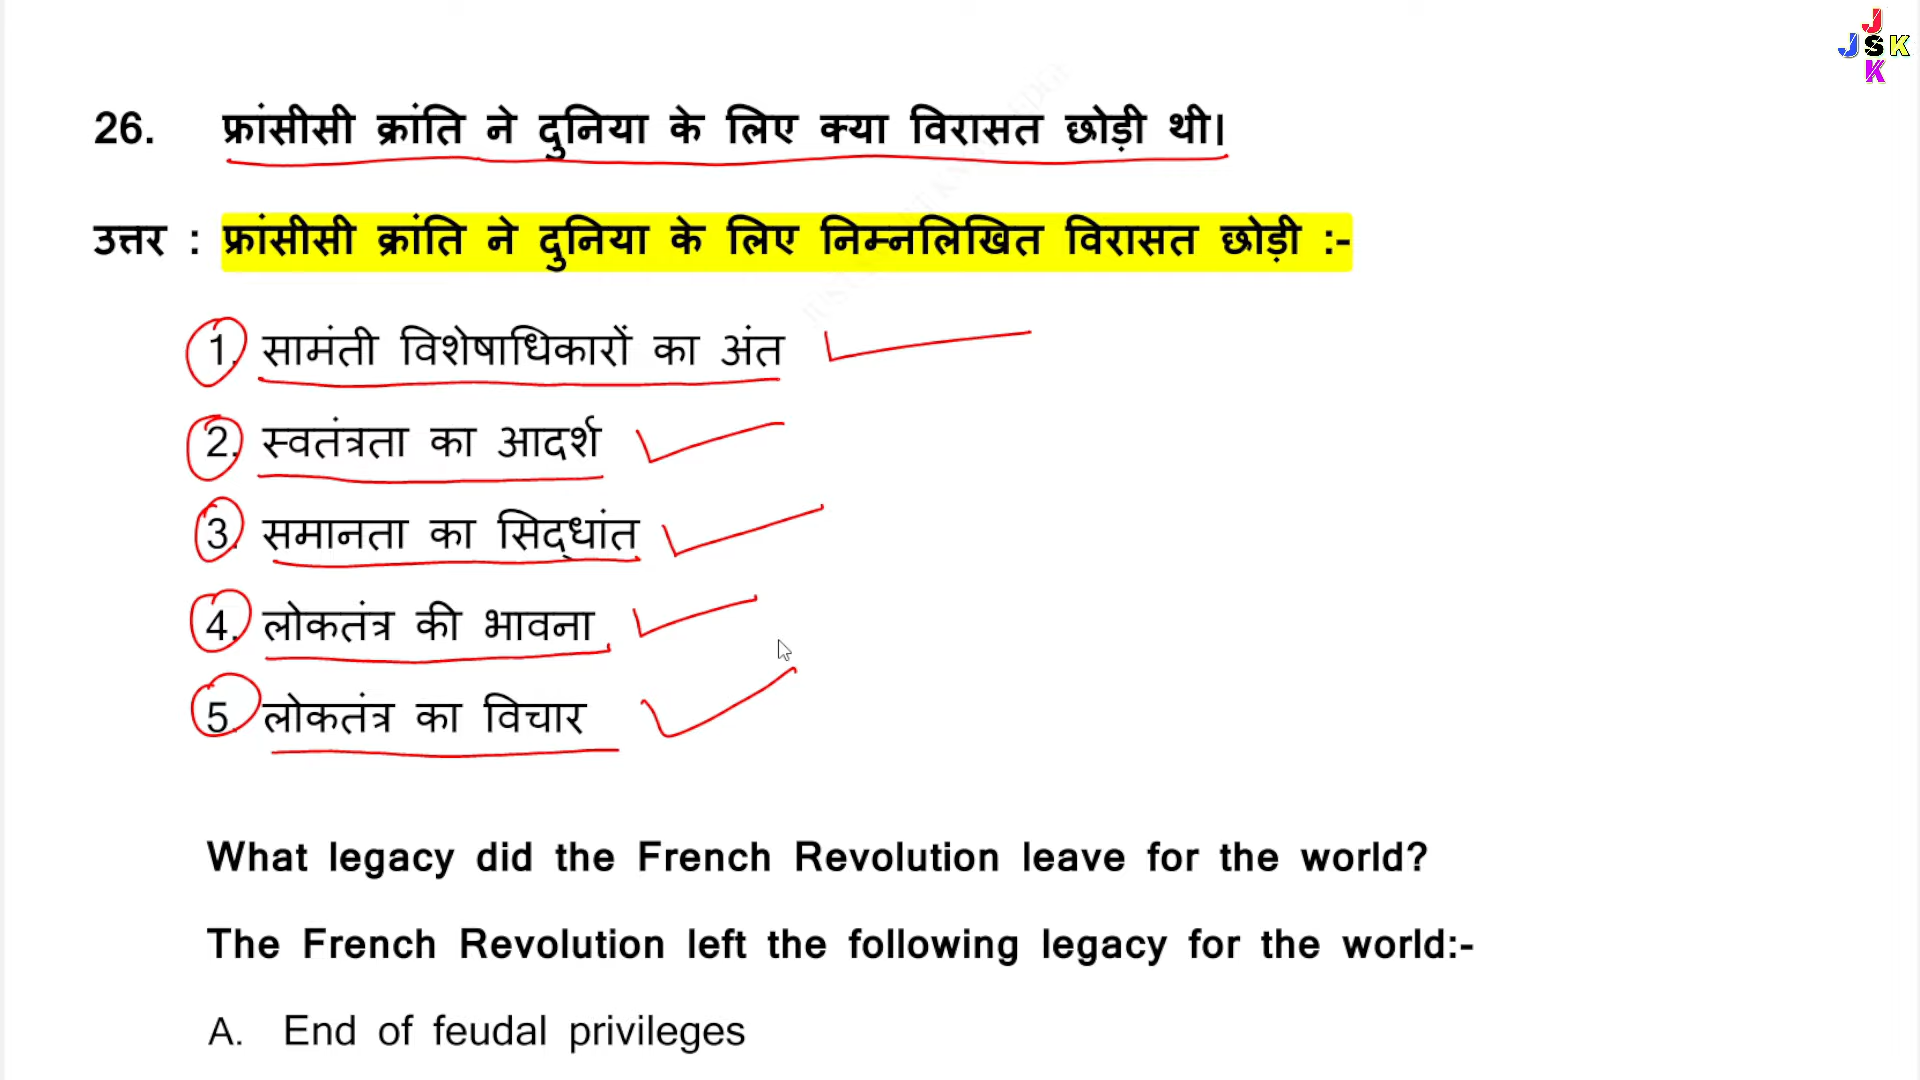 J
J S K
K
26. फ्रांसीसी क्रांति ने दुनिया के लिए क्या विरासत छोड़ी थी।
उत्तर : फ्रांसीसी क्रांति ने दुनिया के लिए निम्नलिखित विरासत छोड़ी :-
1. सामंती विशेषाधिकारों का अंत
2. स्वतंत्रता का आदर्श
3. समानता का सिद्धांत
4. लोकतंत्र की भावना
5. लोकतंत्र का विचार
What legacy did the French Revolution leave for the world?
The French Revolution left the following legacy for the world:-
A. End of feudal privileges